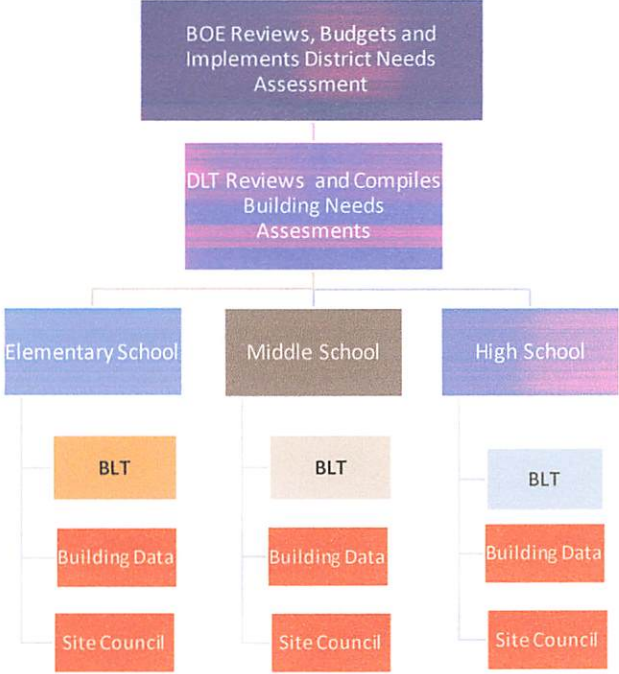 BOE Reviews, Budgets and
Implements District Needs
Assessment
DLT Reviews and Compiles
Building Needs
Assesments
Elementary School
Middle School
High School
BLT
BLT
BLT
Building Data
Building Data
Building Data
Site Council
Site Council
Site Council